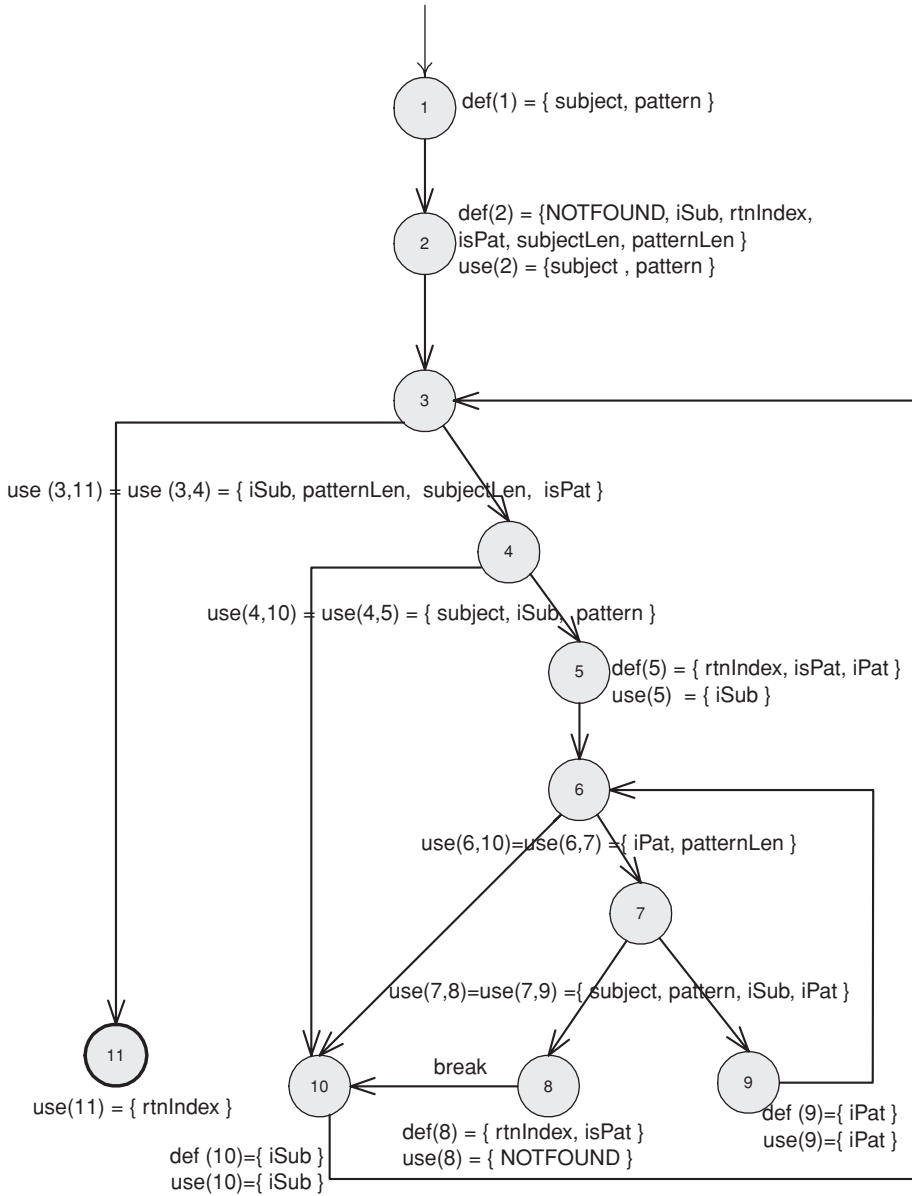 1
def(1) = { subject, pattern }
def(2) = {NOTFOUND, iSub, rtnIndex,
2
isPat, subjectLen, patternLen }
use(2) = {subject , pattern }
3
use (3,11) = use (3,4) = { iSub, patternLen, subjectLen, isPat }
4
use(4,10) = use(4,5) = { subject, iSub, pattern }
5
def(5) = { rtnIndex, isPat, iPat }
use(5) = { iSub }
6
use(6,10)=use(6,7) ={ iPat, patternLen }
7
use(7,8)=use(7,9) ={ subject, pattern, iSub, iPat }
11
use(11) = { rtnIndex }
10
break
8
9
def (9)={ iPat }
use(9)={ iPat }
def(8) = { rtnIndex, isPat }
use(8) = { NOTFOUND }
def (10)={ iSub }
use(10)={ iSub }